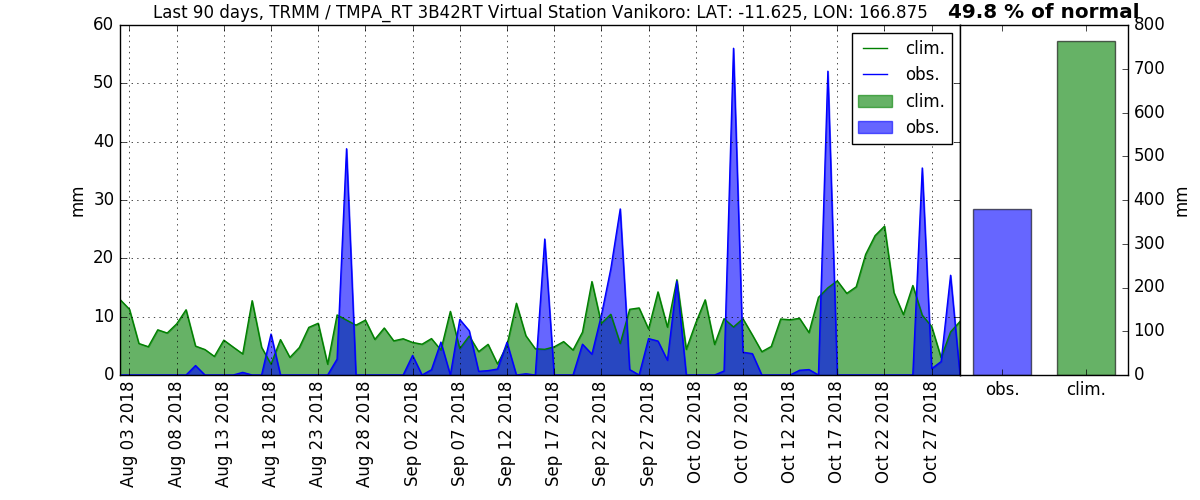 Last 90 days, TRMM / TMPA_RT 3B42RT Virtual Station Vanikoro: LAT: -11.625, LON: 166.875
49.8 % of normal
60
50
40
30
20
10
0
mm
clim.
obs.
clim.
obs.
800
700
600
500
400
300
200
100
0
mm
Aug 03 2018
Aug 08 2018
Aug 13 2018
Aug 18 2018
Aug 23 2018
Aug 28 2018
Sep 02 2018
Sep 07 2018
Sep 12 2018
Sep 17 2018
Sep 22 2018
Sep 27 2018
Oct 02 2018
Oct 07 2018
Oct 12 2018
Oct 17 2018
Oct 22 2018
Oct 27 2018
obs.
clim.